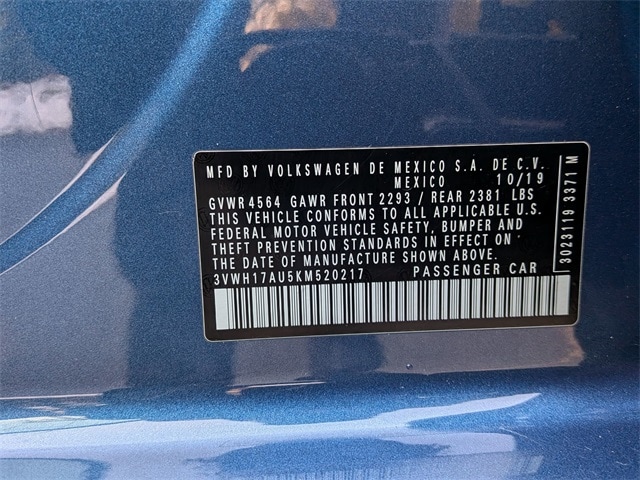 MFD BY VOLKSWAGEN DE MEXICO S.A. DE C.V.
MEXICO 10/19
GVWR4564 GAWR FRONT 2293 / REAR 2381 LBS
THIS VEHICLE CONFORMS TO ALL APPLICABLE U.S.
FEDERAL MOTOR VEHICLE SAFETY, BUMPER AND
THEFT PREVENTION STANDARDS IN EFFECT ON
THE DATE OF MANUFACTURE SHOWN ABOVE
3VWH17AU5KM520217 PASSENGER CAR
3023119 3371 M